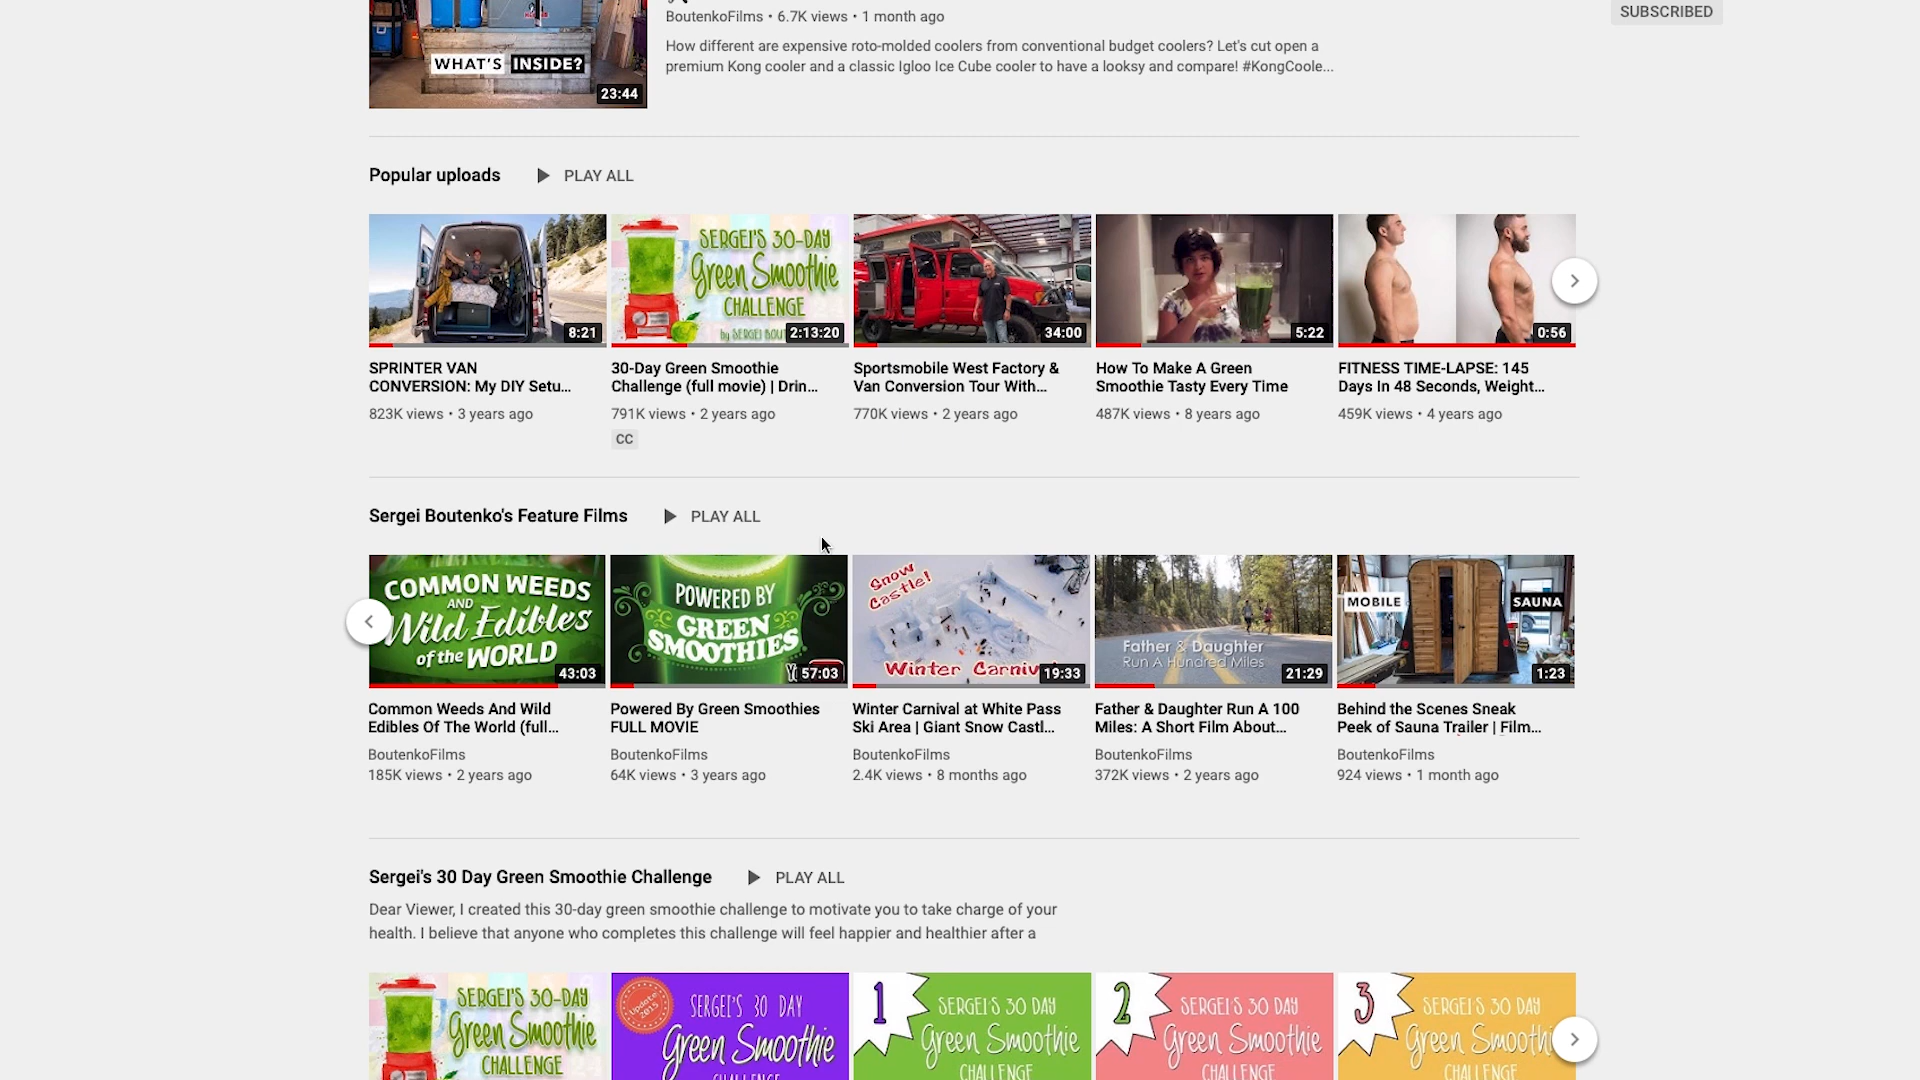 SUBSCRIBED
BoutenkoFilms • 6.7K views • 1 month ago
How different are expensive roto-molded coolers from conventional budget coolers? Let's cut open a
premium Kong cooler and a classic Igloo Ice Cube cooler to have a looksy and compare! #KongCoole...
WHAT'S INSIDE?
23:44
Popular uploads
PLAY ALL
8:21
SERGEI'S 30-DAY
Green Smoothie
CHALLENGE
by SERGEI
2:13:20
34:00
5:22
0:56
SPRINTER VAN
CONVERSION: My DIY Setu...
823K views • 3 years ago
30-Day Green Smoothie
Challenge (full movie) | Drin...
791K views • 2 years ago
CC
Sportsmobile West Factory &
Van Conversion Tour With...
770K views • 2 years ago
How To Make A Green
Smoothie Tasty Every Time
487K views • 8 years ago
FITNESS TIME-LAPSE: 145
Days In 48 Seconds, Weight...
459K views • 4 years ago
Sergei Boutenko's Feature Films
PLAY ALL
COMMON WEEDS
AND
Wild Edibles
of the WORLD
43:03
POWERED BY
GREEN
SMOOTHIES
57:03
Snow
Castle!
Winter Carniv
19:33
Father & Daughter
Run A Hundred Miles
21:29
MOBILE
SAUNA
1:23
Common Weeds And Wild
Edibles Of The World (full...
BoutenkoFilms
185K views • 2 years ago
Powered By Green Smoothies
FULL MOVIE
BoutenkoFilms
64K views • 3 years ago
Winter Carnival at White Pass
Ski Area | Giant Snow Castl...
BoutenkoFilms
2.4K views • 8 months ago
Father & Daughter Run A 100
Miles: A Short Film About...
BoutenkoFilms
372K views • 2 years ago
Behind the Scenes Sneak
Peek of Sauna Trailer | Film...
BoutenkoFilms
924 views • 1 month ago
Sergei's 30 Day Green Smoothie Challenge
PLAY ALL
Dear Viewer, I created this 30-day green smoothie challenge to motivate you to take charge of your
health. I believe that anyone who completes this challenge will feel happier and healthier after a
SERGEI'S 30-DAY
Green Smoothie
CHALLENGE
Update
2015
SERGEI'S 30 DAY
Green Smoothie
CHALLENGE
1
SERGEI'S 30 DAY
Green Smoothie
CHALLENGE
2
SERGEI'S 30 DAY
Green Smoothie
CHALLENGE
3
SERGEI'S 30 DAY
Green Smoothi
CHALLENGE